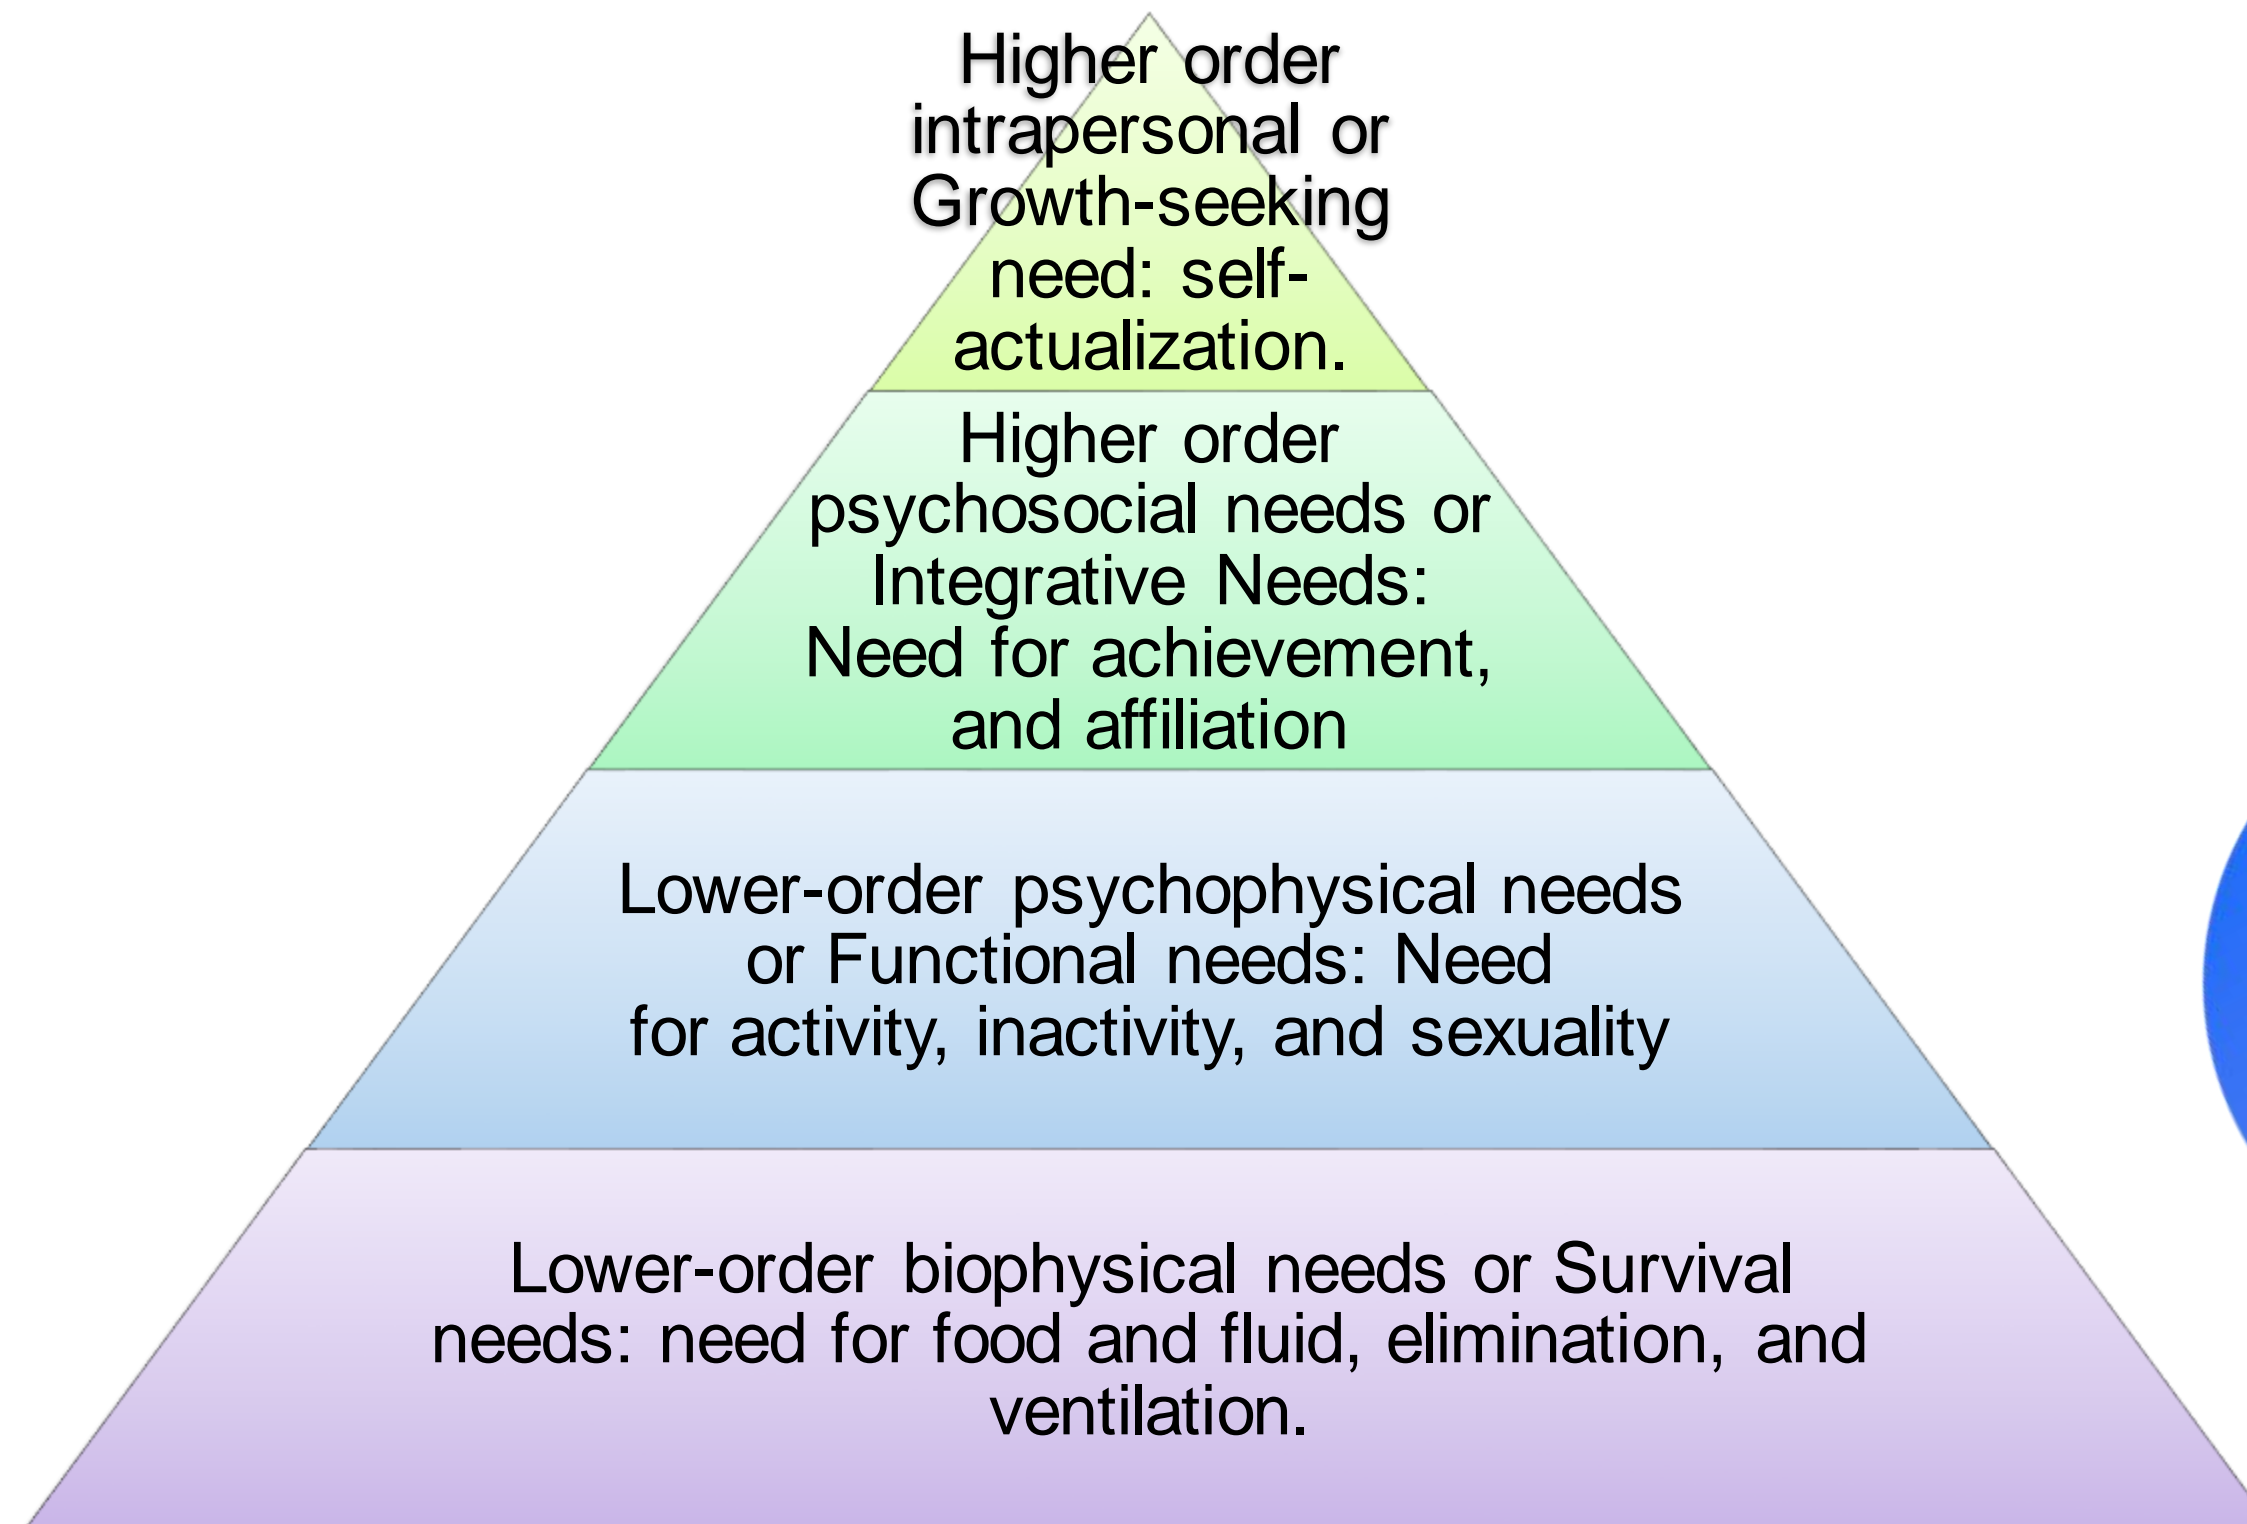 Higher order
intrapersonal or
Growth-seeking
need: self-
actualization.
Higher order
psychosocial needs or
Integrative Needs:
Need for achievement,
and affiliation
Lower-order psychophysical needs
or Functional needs: Need
for activity, inactivity, and sexuality
Lower-order biophysical needs or Survival
needs: need for food and fluid, elimination, and
ventilation.